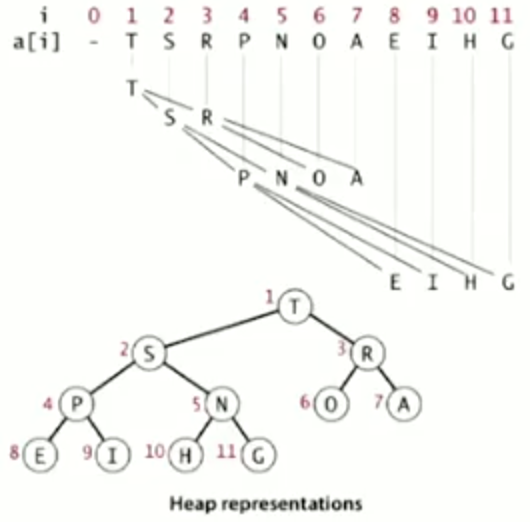 i 0 1 2 3 4 5 6 7 8 9 10 11
a[i] - T S R P N O A E I H G
T
S R
P N O A
E I H G
1 T
2 S 3 R
4 P 5 N 6 O 7 A
8 E 9 I 10 H 11 G
Heap representations